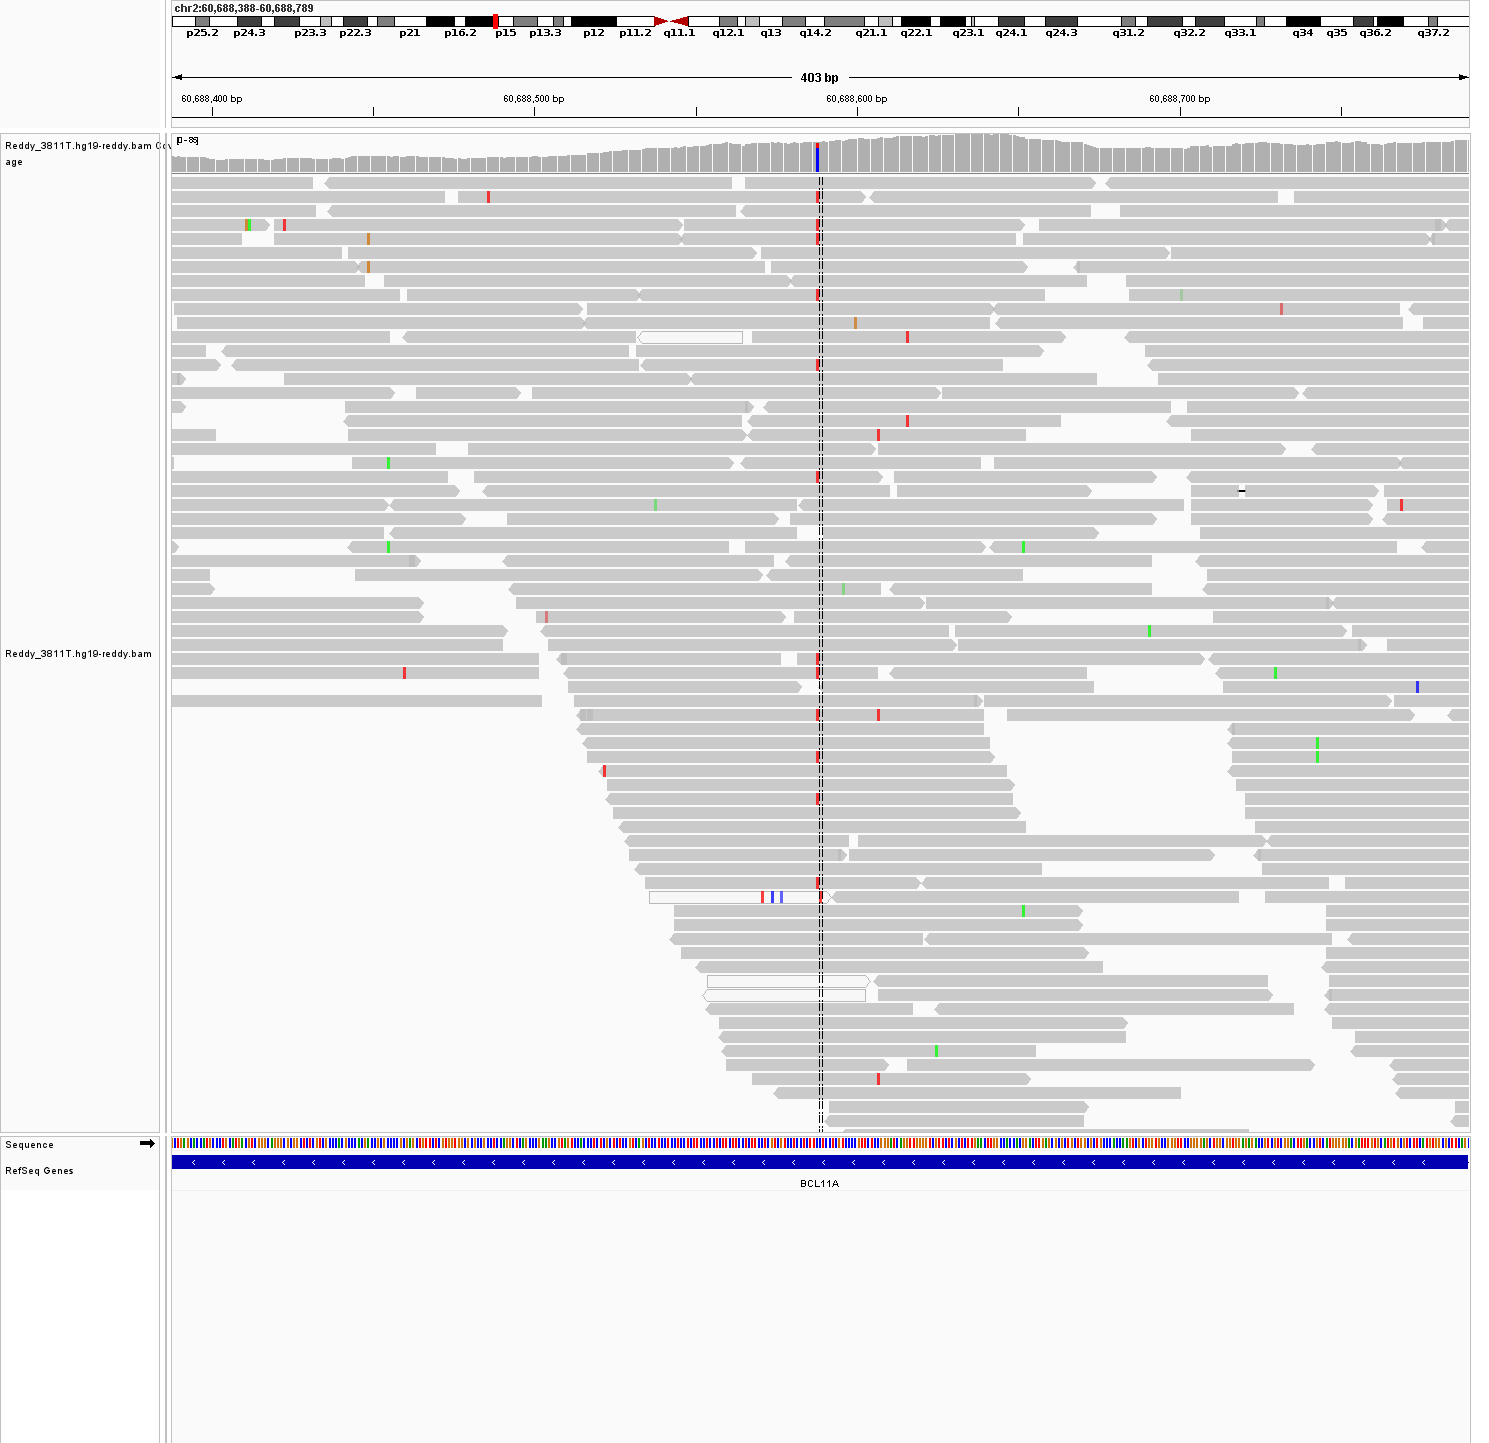 chr2:60,688,388-60,688,789
p25.2 p24.3 p23.3 p22.3 p21 p16.2 p15 p13.3 p12 p11.2 q11.1 q12.1 q13 q14.2 q21.1 q22.1 q23.1 q24.1 q24.3 q31.2 q32.2 q33.1 q34 q35 q36.2 q37.2
403 bp
60,688,400 bp 60,688,500 bp 60,688,600 bp 60,688,700 bp
Reddy_3811T.hg19-reddy.bam Cov
age
Reddy_3811T.hg19-reddy.bam
Sequence
RefSeq Genes
BCL11A